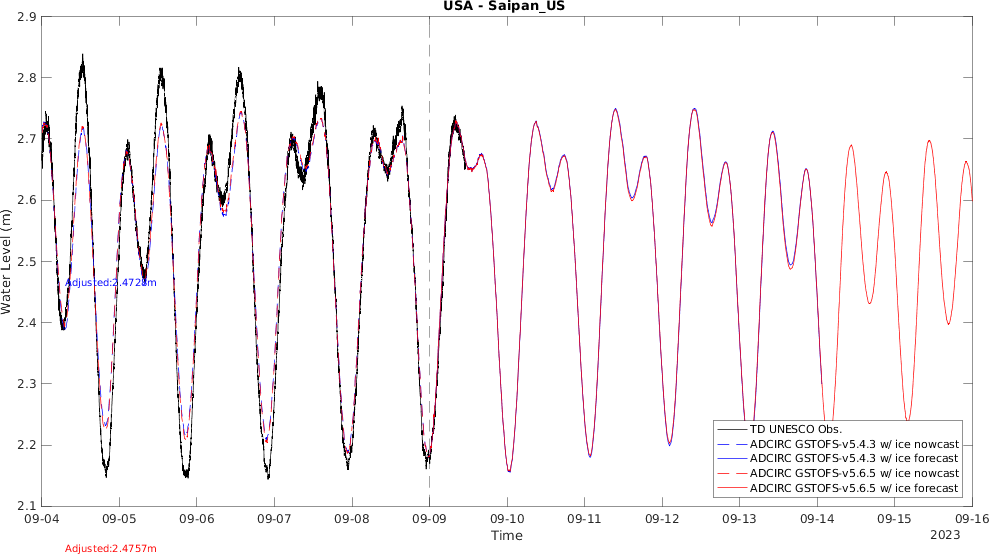 USA - Saipan_US
2.9
2.8
2.7
2.6
2.5
2.4
2.3
2.2
2.1
Water Level (m)
Adjusted:2.4728m
TD UNESCO Obs.
ADCIRC GSTOFS-v5.4.3 w/ ice nowcast
ADCIRC GSTOFS-v5.4.3 w/ ice forecast
ADCIRC GSTOFS-v5.6.5 w/ ice nowcast
ADCIRC GSTOFS-v5.6.5 w/ ice forecast
09-04 09-05 09-06 09-07 09-08 09-09 09-10 09-11 09-12 09-13 09-14 09-15 09-16
Time
2023
Adjusted:2.4757m